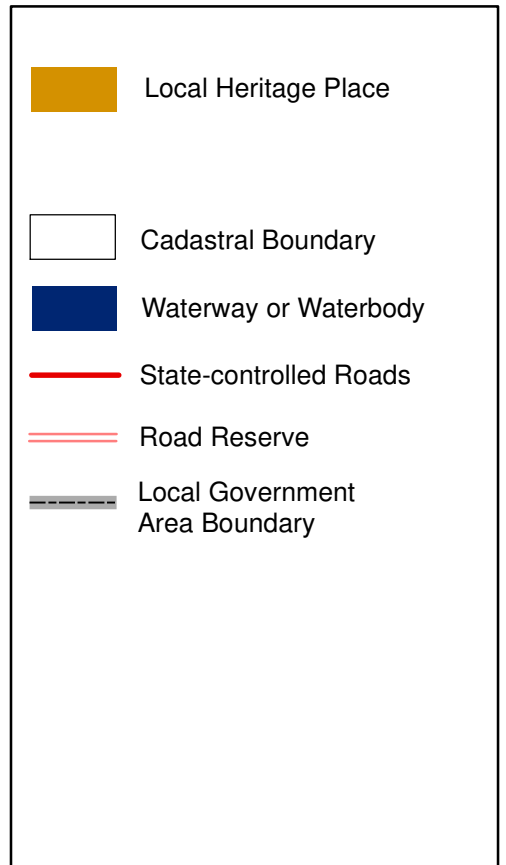 Local Heritage Place
Cadastral Boundary
Waterway or Waterbody
State-controlled Roads
Road Reserve
Local Government
Area Boundary